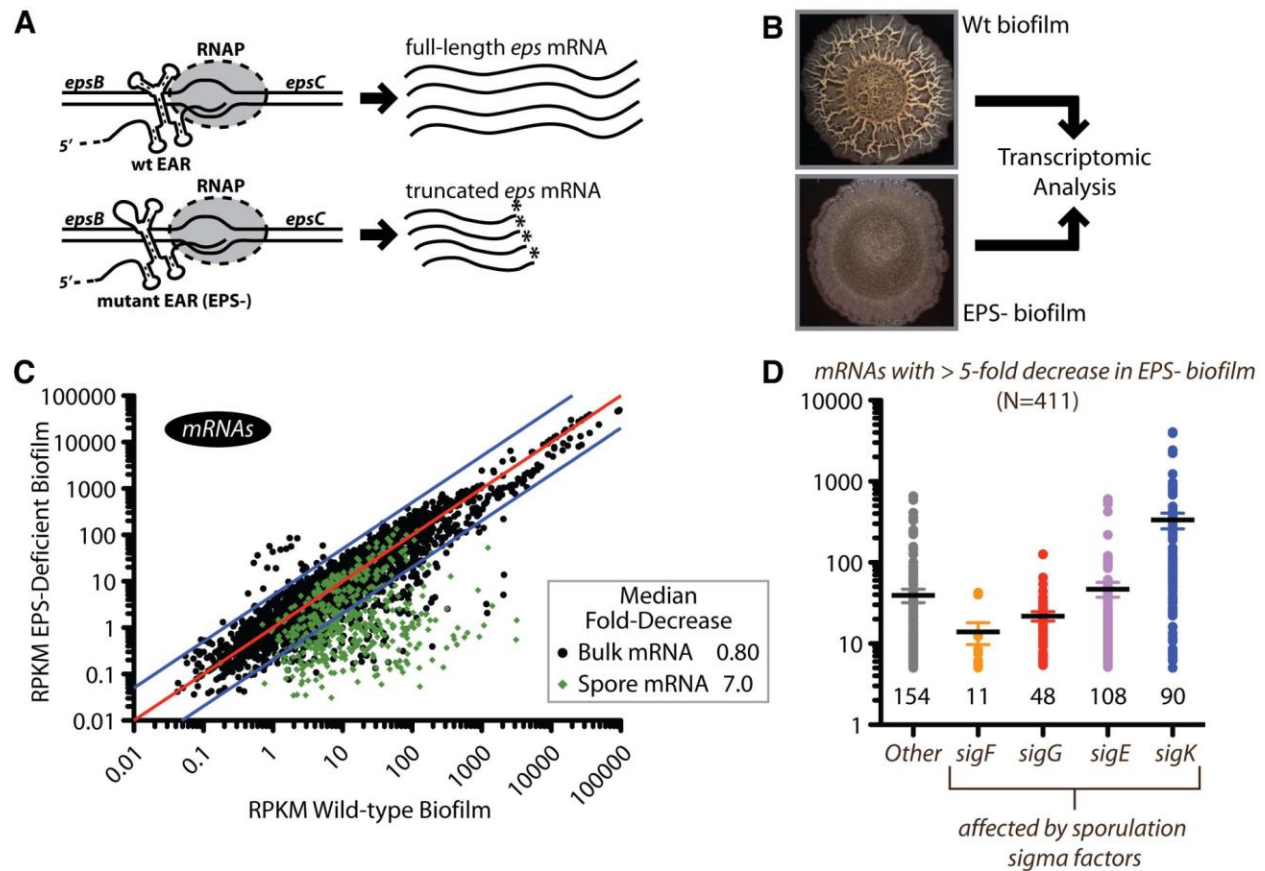 A
RNAP
epsB
epsC
5'
wt EAR
full-length eps mRNA
RNAP
epsB
epsC
5'
mutant EAR (EPS-)
truncated eps mRNA
*
*
*
*
B
Wt biofilm
Transcriptomic
Analysis
EPS- biofilm
C
100000
10000
1000
100
10
1
0.1
0.01
RPKM EPS-Deficient Biofilm
mRNAs
Median
Fold-Decrease
Bulk mRNA 0.80
Spore mRNA 7.0
0.01
0.1
1
10
100
1000
10000
100000
RPKM Wild-type Biofilm
D
mRNAs with > 5-fold decrease in EPS- biofilm
(N=411)
10000
1000
100
10
1
154 11 48 108 90
Other sigF sigG sigE sigK
affected by sporulation
sigma factors